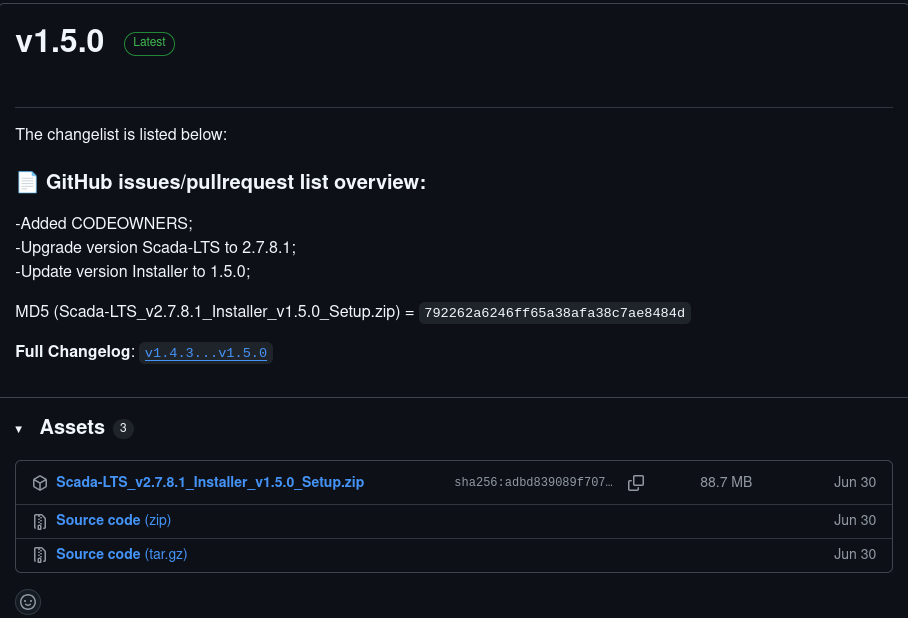 v1.5.0 Latest
The changelist is listed below:
📄 GitHub issues/pullrequest list overview:
-Added CODEOWNERS;
-Upgrade version Scada-LTS to 2.7.8.1;
-Update version Installer to 1.5.0;
MD5 (Scada-LTS_v2.7.8.1_Installer_v1.5.0_Setup.zip) = 792262a6246ff65a38afa38c7ae8484d
Full Changelog: v1.4.3...v1.5.0
Assets 3
Scada-LTS_v2.7.8.1_Installer_v1.5.0_Setup.zip sha256:adbd839089f707… 88.7 MB Jun 30
Source code (zip) Jun 30
Source code (tar.gz) Jun 30